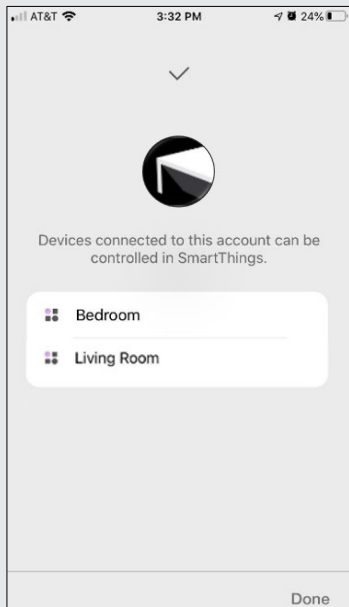 AT&T 3:32 PM 24%
Devices connected to this account can be
controlled in SmartThings.
Bedroom
Living Room
Done